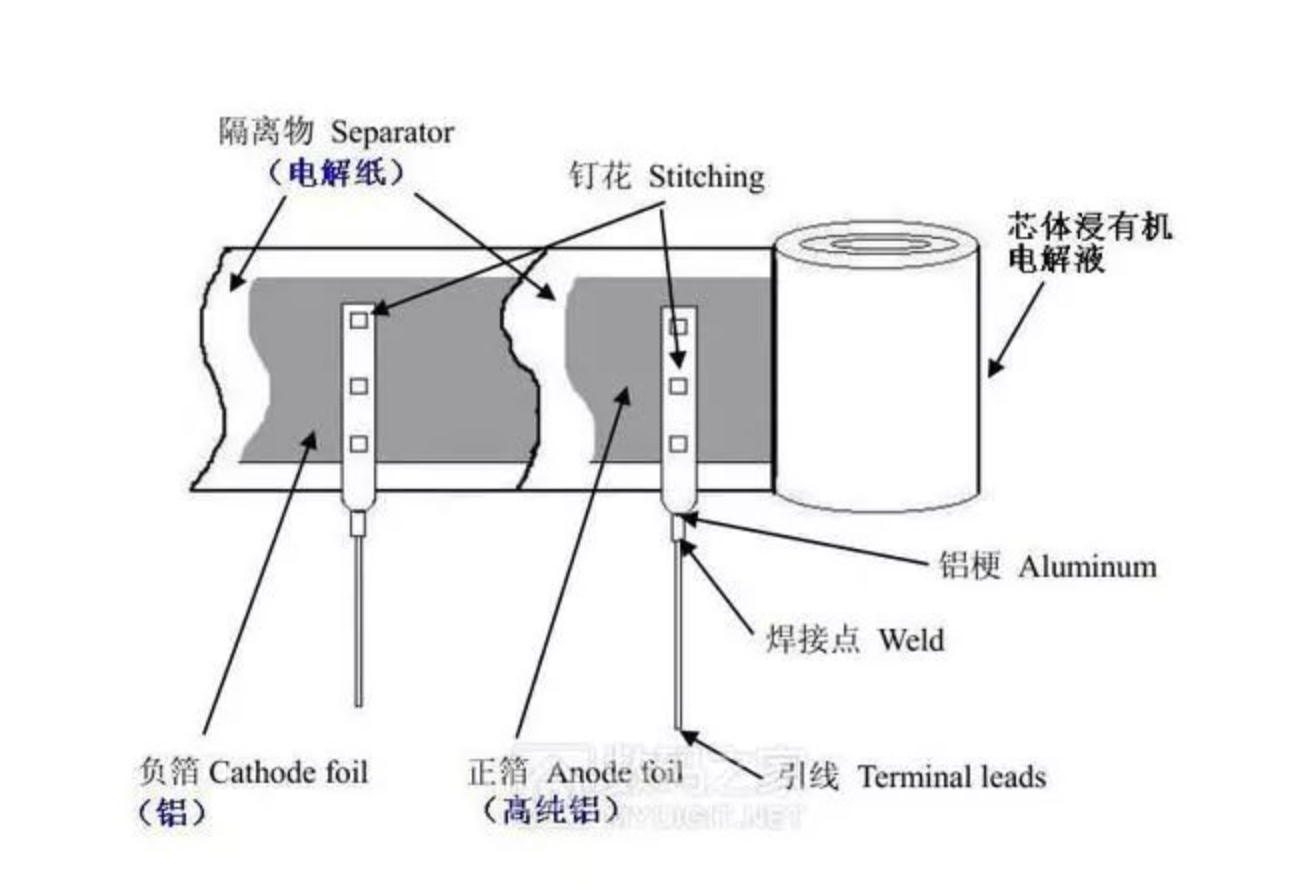 隔离物 Separator
（电解纸）
钉花 Stitching
芯体浸有机
电解液
铝梗 Aluminum
焊接点 Weld
负箔 Cathode foil
（铝）
正箔 Anode foil
（高纯铝）
引线 Terminal leads
数码之家
MYDIGIT.NET